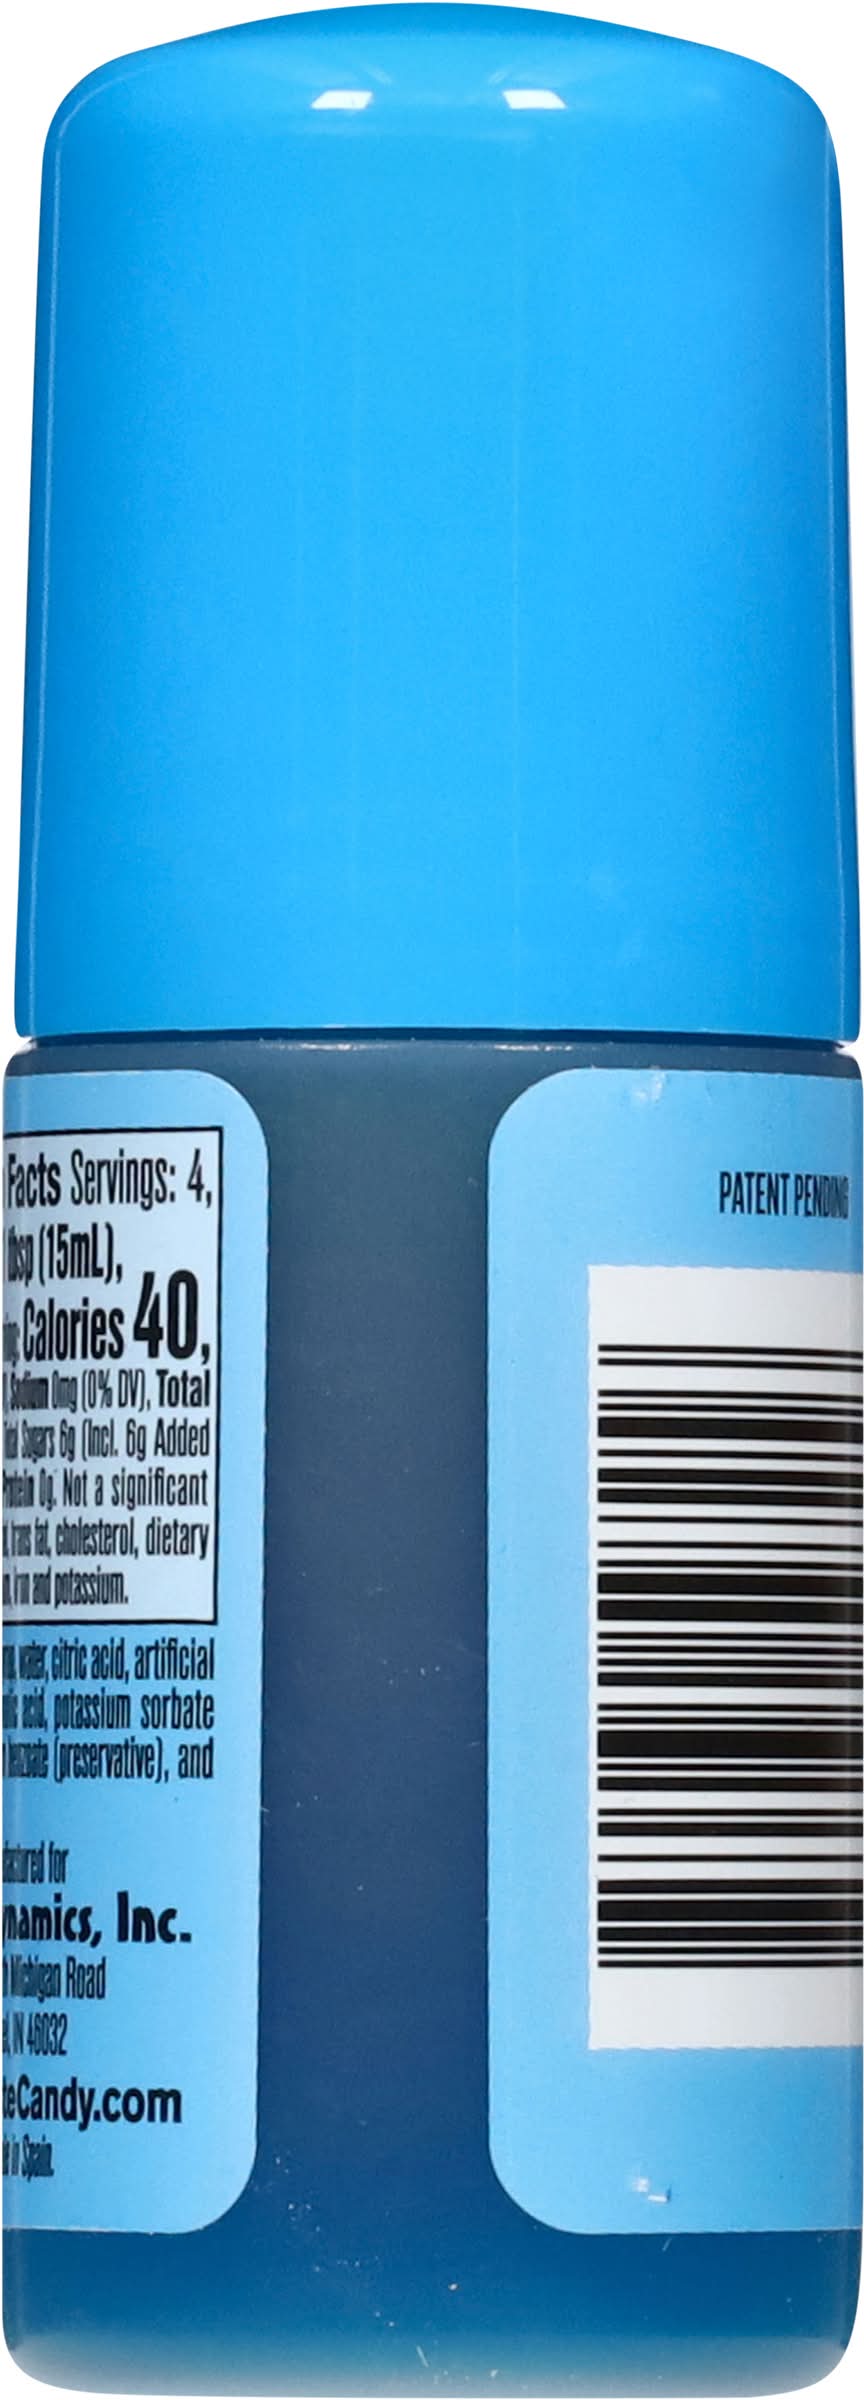 Facts Servings: 4,
tbsp (15mL),
Calories 40,
Sodium 0mg (0% DV), Total
Sugars 6g (Incl. 6g Added
Protein 0g. Not a significant
trans fat, cholesterol, dietary
Iron and potassium.
water, citric acid, artificial
acid, potassium sorbate
(preservative), and
for
Inc.
Michigan Road
IN 46032
Candy.com
in Spain.
PATENT PENDING